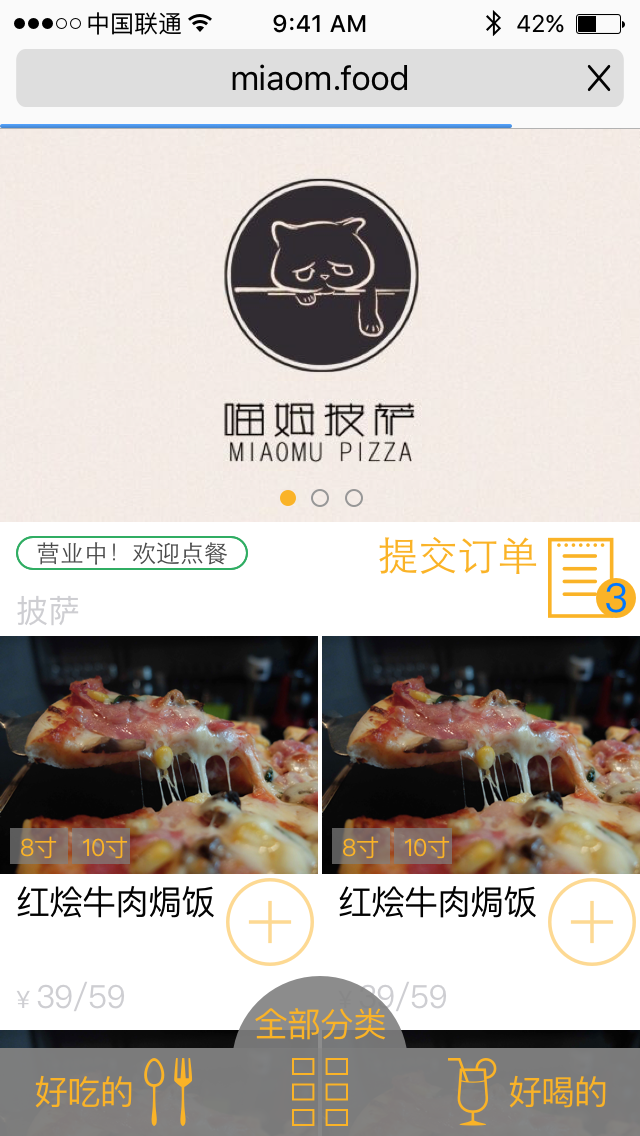 中国联通 9:41 AM 42%
miaom.food
喵姆披萨
MIAOMU PIZZA
营业中！欢迎点餐
提交订单
3
披萨
8寸 10寸
8寸 10寸
红烩牛肉焗饭
红烩牛肉焗饭
¥ 39/59
¥ 39/59
全部分类
好吃的
好喝的